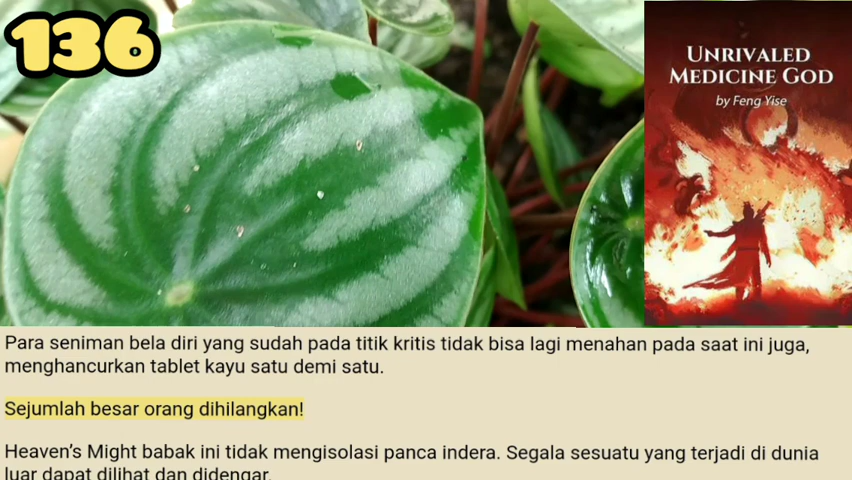 136
UNRIVALED
MEDICINE GOD
by Feng Yise
Para seniman bela diri yang sudah pada titik kritis tidak bisa lagi menahan pada saat ini juga,
menghancurkan tablet kayu satu demi satu.
Sejumlah besar orang dihilangkan!
Heaven’s Might babak ini tidak mengisolasi panca indera. Segala sesuatu yang terjadi di dunia
luar dapat dilihat dan didengar.